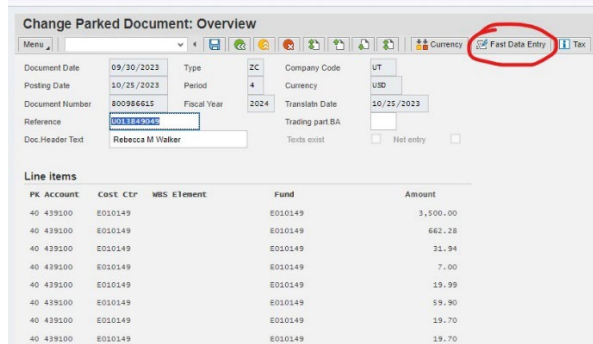 Change Parked Document: Overview
Menu Currency Fast Data Entry Tax
Document Date 09/30/2023 Type ZC Company Code UT
Posting Date 10/25/2023 Period 4 Currency USD
Document Number 800986615 Fiscal Year 2024 Translatn Date 10/25/2023
Reference U013849049 Trading part.BA
Doc.Header Text Rebecca M Walker Texts exist Net entry
Line items
PK Account Cost Ctr WBS Element Fund Amount
40 439100 E010149 E010149 3,500.00
40 439100 E010149 E010149 662.28
40 439100 E010149 E010149 31.94
40 439100 E010149 E010149 7.00
40 439100 E010149 E010149 19.99
40 439100 E010149 E010149 59.90
40 439100 E010149 E010149 19.70
40 439100 E010149 E010149 19.70